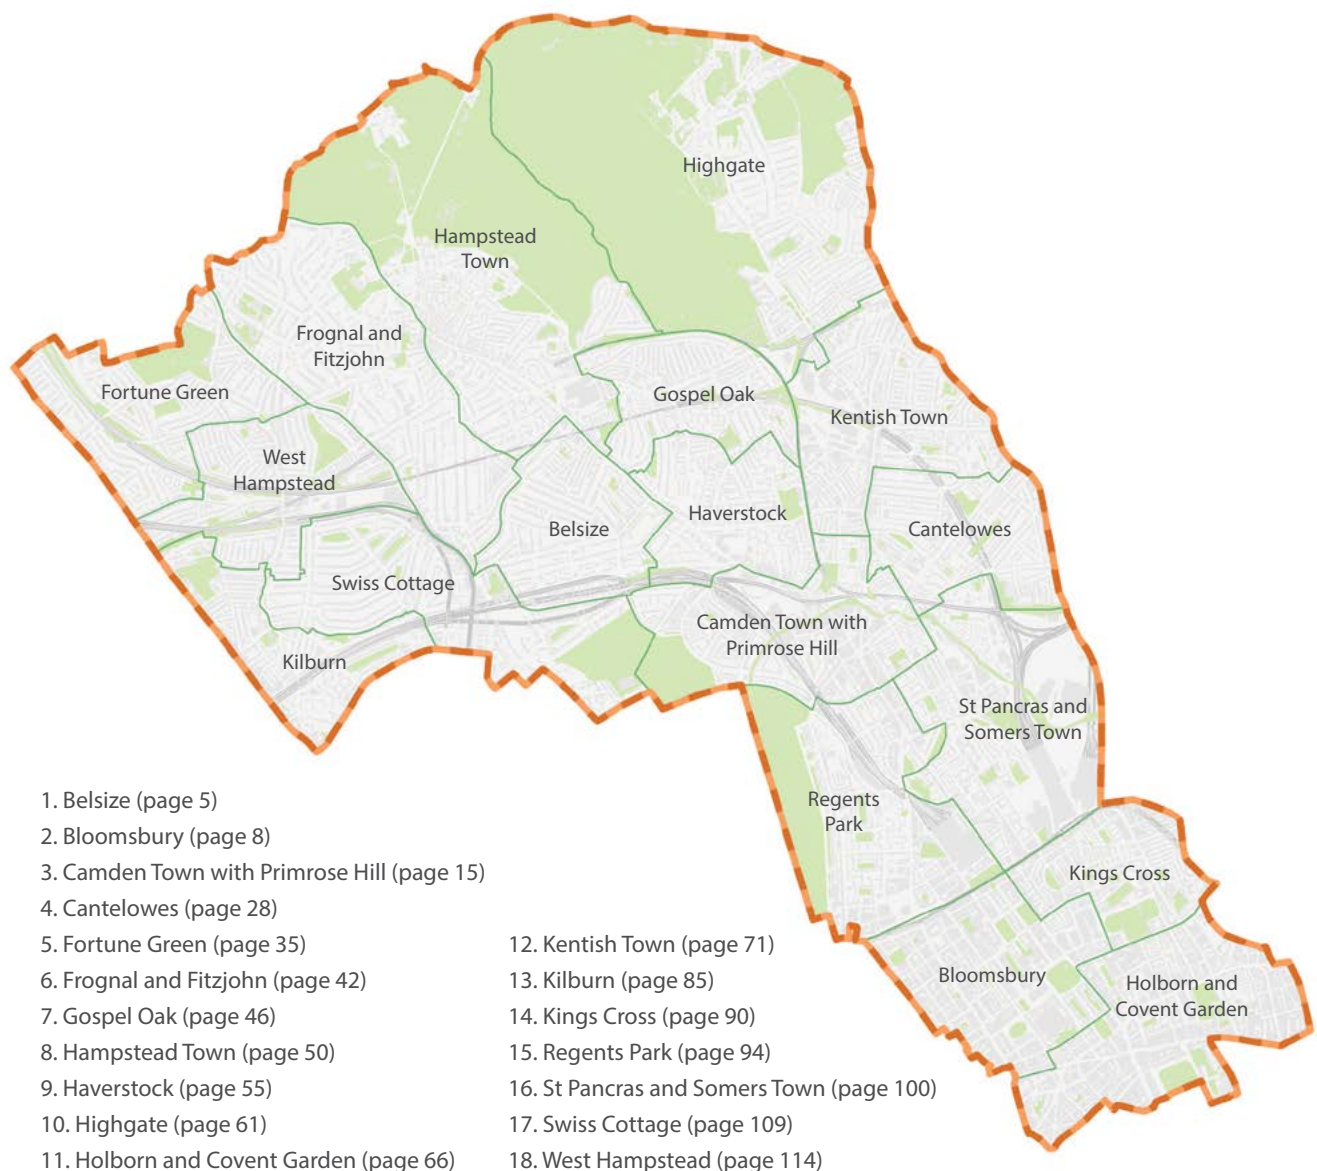 Highgate
Hampstead
Town
Frognal and
Fitzjohn
Fortune Green
Gospel Oak
Kentish Town
West
Hampstead
Belsize
Haverstock
Cantelowes
Swiss Cottage
Camden Town with
Primrose Hill
Kilburn
St Pancras and
Somers Town
Regents
Park
Kings Cross
Bloomsbury
Holborn and
Covent Garden
1. Belsize (page 5)
2. Bloomsbury (page 8)
3. Camden Town with Primrose Hill (page 15)
4. Cantelowes (page 28)
5. Fortune Green (page 35)
6. Frognal and Fitzjohn (page 42)
7. Gospel Oak (page 46)
8. Hampstead Town (page 50)
9. Haverstock (page 55)
10. Highgate (page 61)
11. Holborn and Covent Garden (page 66)
12. Kentish Town (page 71)
13. Kilburn (page 85)
14. Kings Cross (page 90)
15. Regents Park (page 94)
16. St Pancras and Somers Town (page 100)
17. Swiss Cottage (page 109)
18. West Hampstead (page 114)